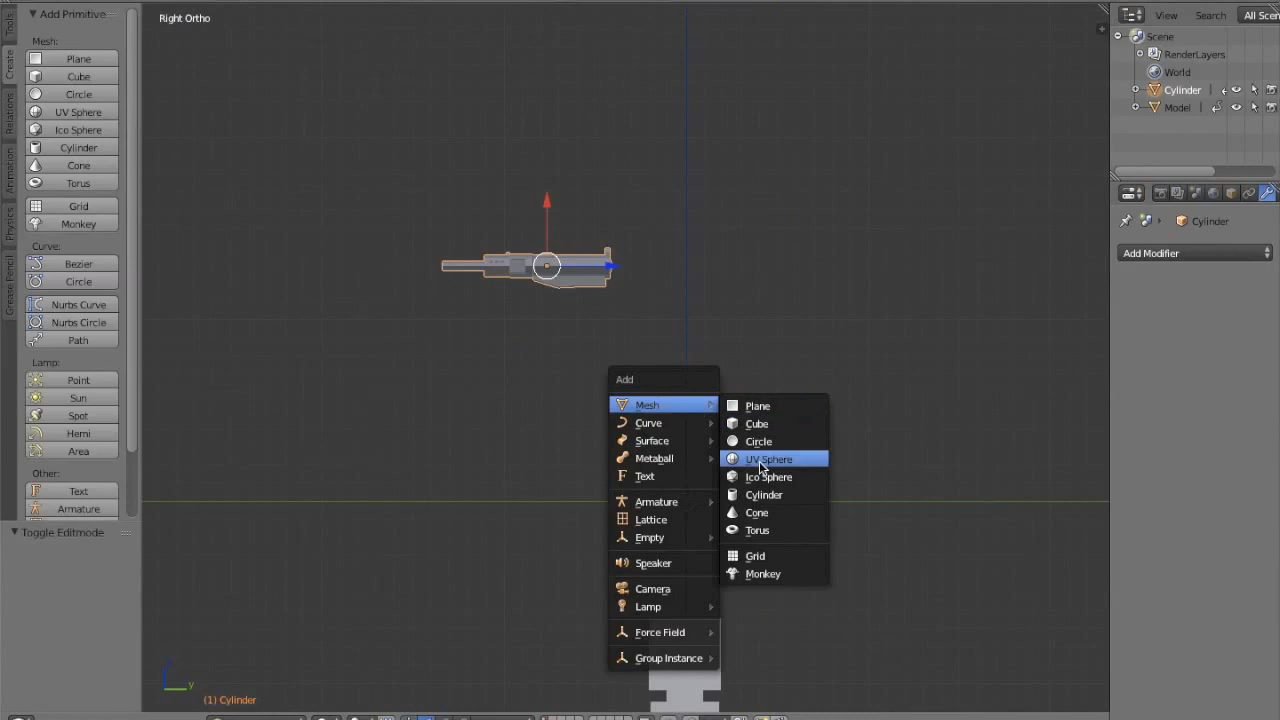 Tools
Create
Relations
Animation
Physics
Grease Pencil
Add Primitive
Mesh:
Plane
Cube
Circle
UV Sphere
Ico Sphere
Cylinder
Cone
Torus
Grid
Monkey
Curve:
Bezier
Circle
Nurbs Curve
Nurbs Circle
Path
Lamp:
Point
Sun
Spot
Hemi
Area
Other:
Text
Armature
Toggle Editmode
Right Ortho
Add
Mesh
Curve
Surface
Metaball
Text
Armature
Lattice
Empty
Speaker
Camera
Lamp
Force Field
Group Instance
Plane
Cube
Circle
UV Sphere
Ico Sphere
Cylinder
Cone
Torus
Grid
Monkey
y
(1) Cylinder
View Search All Scen
Scene
RenderLayers
World
Cylinder
Model
Cylinder
Add Modifier